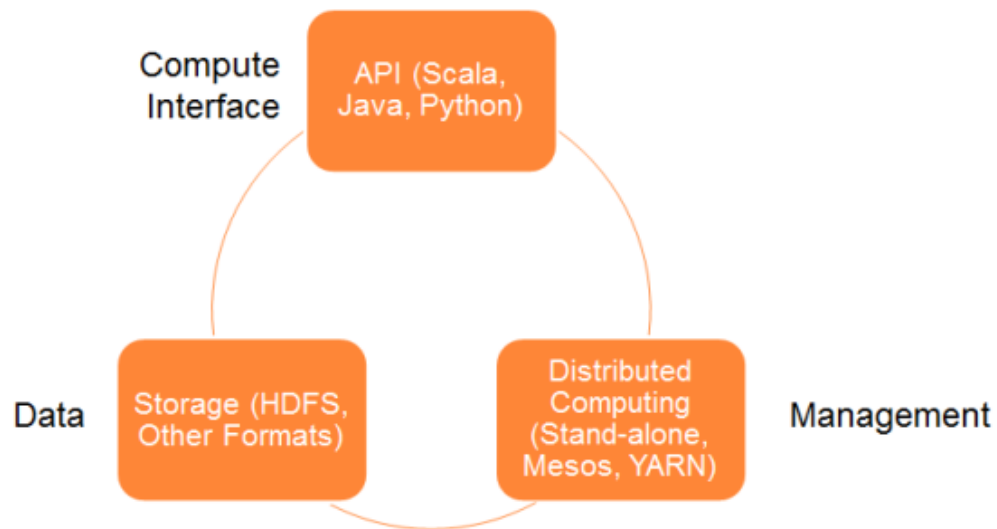 Compute
Interface
API (Scala,
Java, Python)
Data
Storage (HDFS,
Other Formats)
Distributed
Computing
(Stand-alone,
Mesos, YARN)
Management